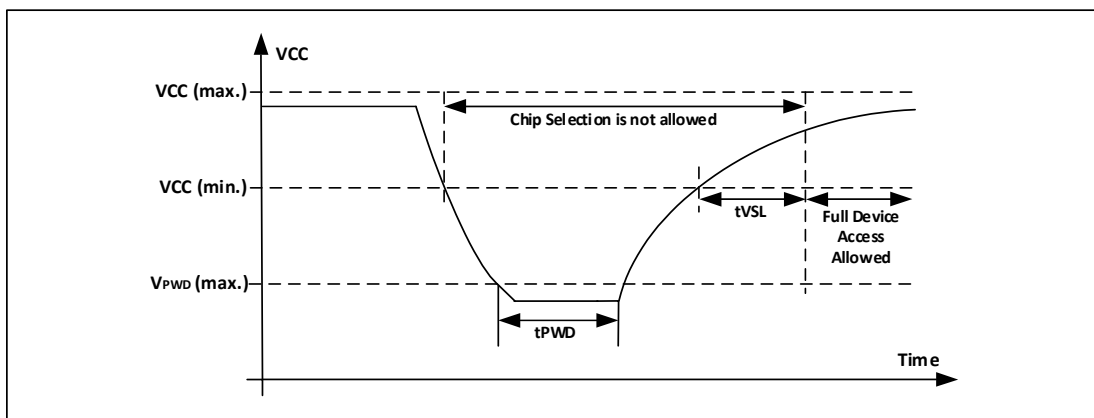 VCC
VCC (max.)
Chip Selection is not allowed
VCC (min.)
tVSL
Full Device
Access
Allowed
VPWD (max.)
tPWD
Time